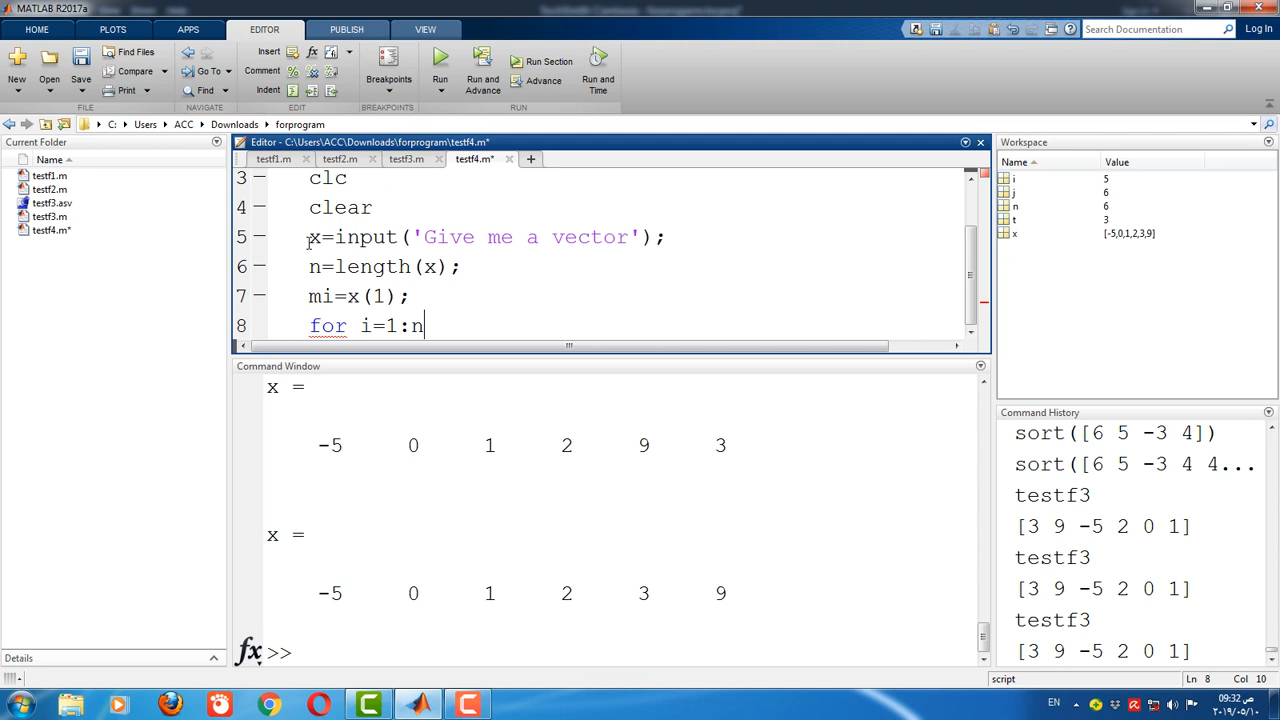 MATLAB R2017a
HOME PLOTS APPS EDITOR PUBLISH VIEW
Search Documentation
Log In
New
Open
Save
Find Files
Compare
Print
FILE
Go To
Find
NAVIGATE
Insert
Comment
Indent
EDIT
Breakpoints
BREAKPOINTS
Run
Run and Advance
Run Section
Advance
Run and Time
RUN
C: Users ACC Downloads forprogram
Current Folder
Name
testf1.m
testf2.m
testf3.asv
testf3.m
testf4.m*
Details
Editor - C:\Users\ACC\Downloads\forprogram\testf4.m*
testf1.m testf2.m testf3.m testf4.m*
3 clc
4 clear
5 x=input('Give me a vector');
6 n=length(x);
7 mi=x(1);
8 for i=1:n
Command Window
x =
-5 0 1 2 9 3
x =
-5 0 1 2 3 9
fx >>
Workspace
Name Value
i 5
j 6
n 6
t 3
x [-5,0,1,2,3,9]
Command History
sort([6 5 -3 4])
sort([6 5 -3 4 4...
testf3
[3 9 -5 2 0 1]
testf3
[3 9 -5 2 0 1]
testf3
[3 9 -5 2 0 1]
script
Ln 8 Col 10
EN
09:32 ص
٢٠١٩/٠٥/١٠